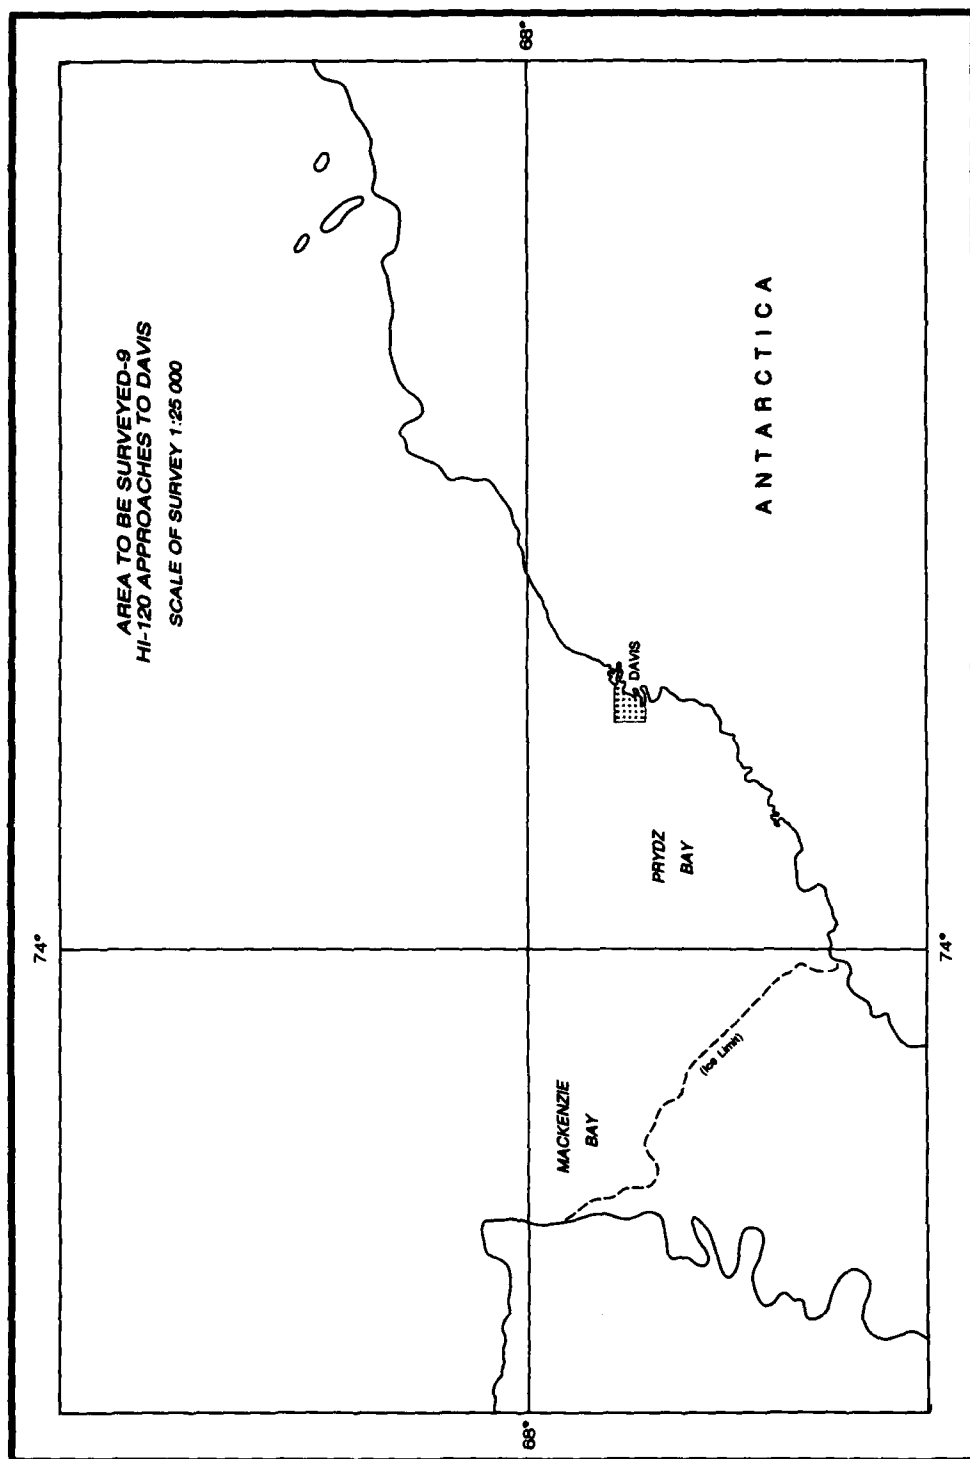 AREA TO BE SURVEYED-9
HI-120 APPROACHES TO DAVIS
SCALE OF SURVEY 1:25 000
74°
68°
68°
MACKENZIE
BAY
PRYDZ
BAY
DAVIS
ANTARCTICA
(Ice Limit)
74°